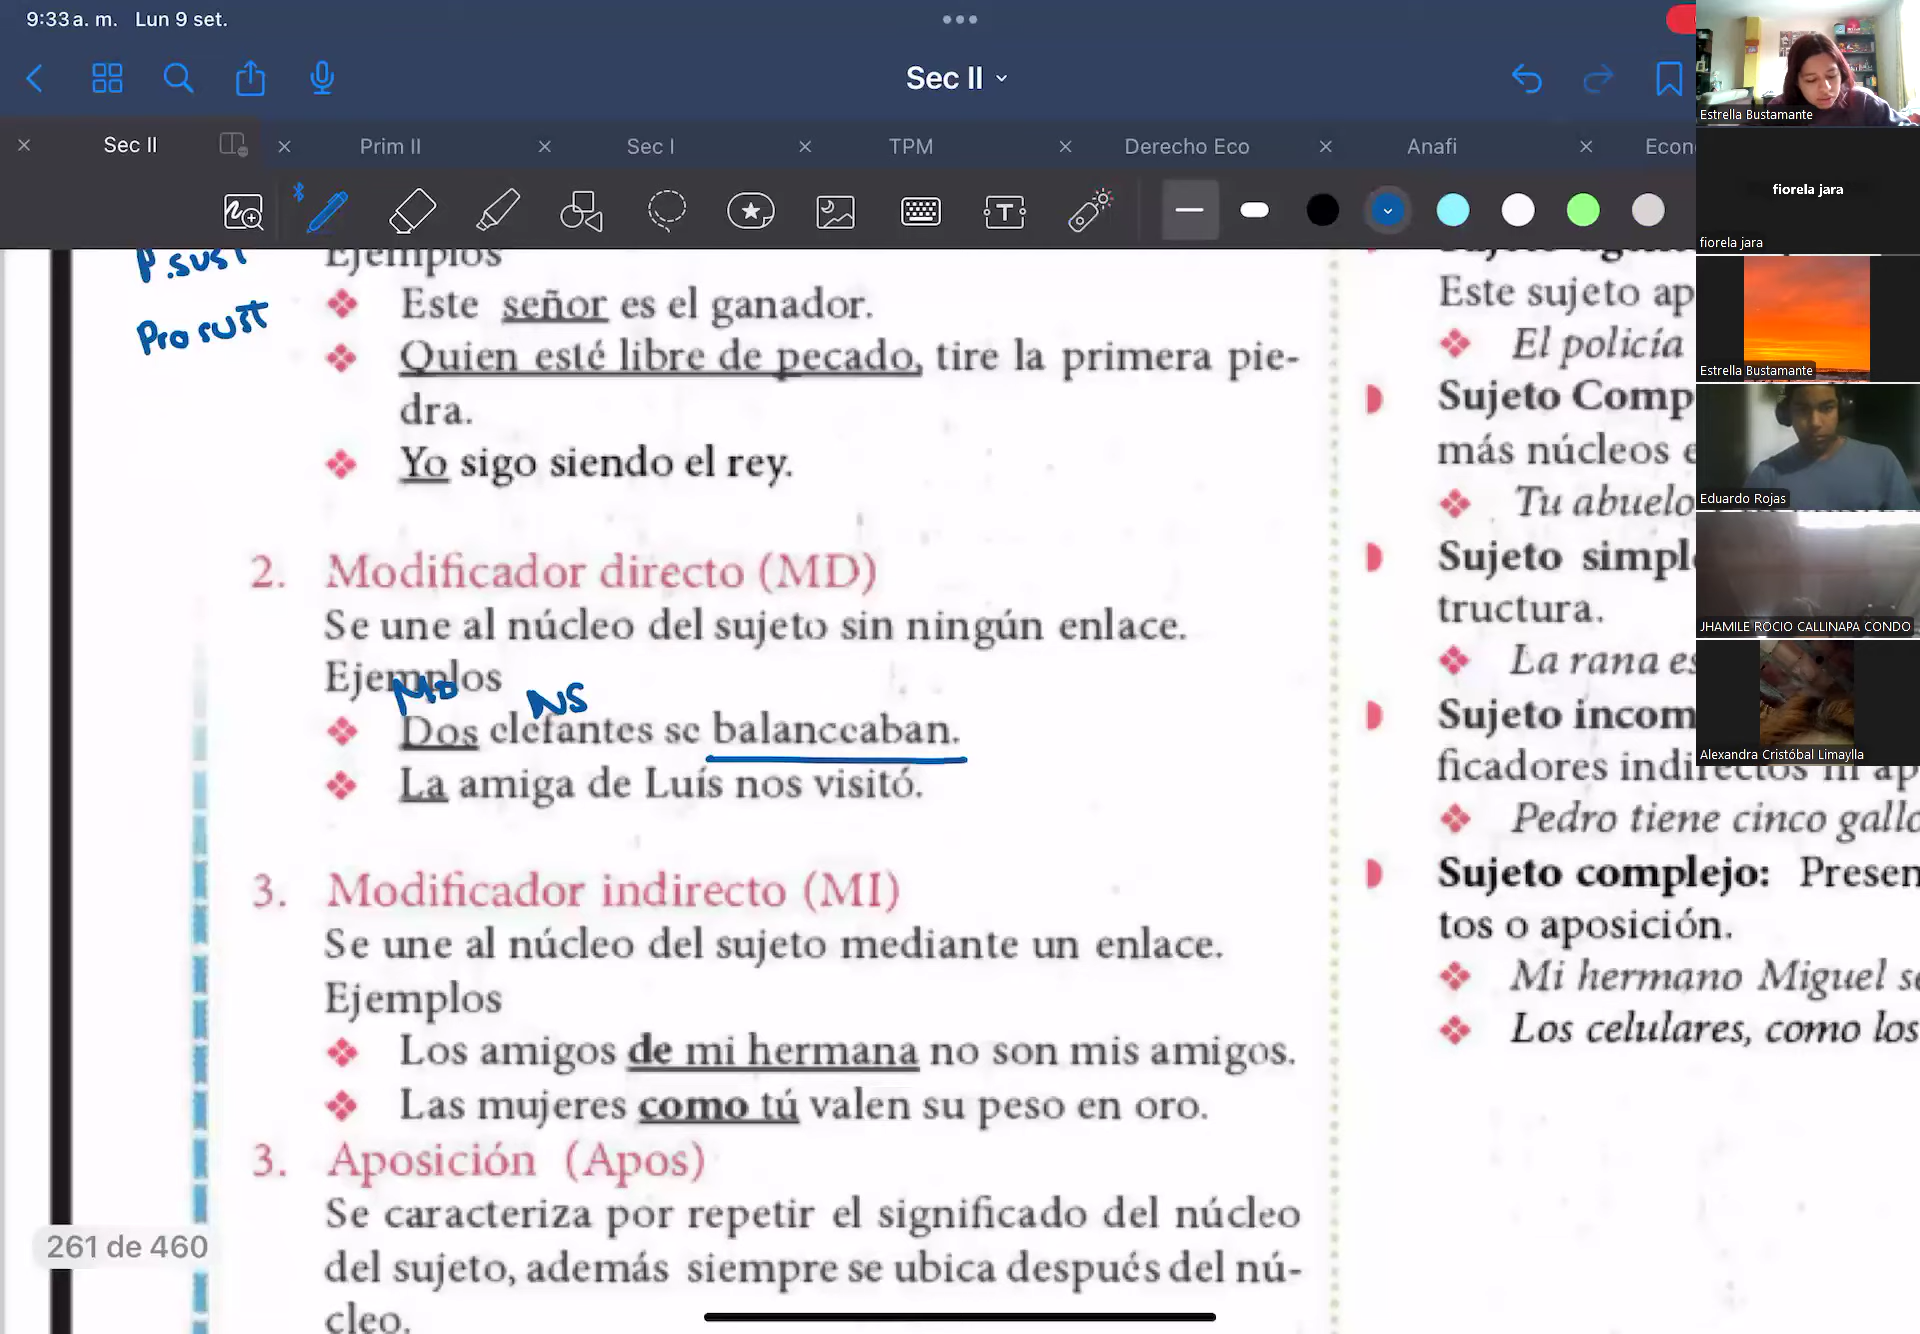 9:33 a. m. Lun 9 set.
Sec II
Sec II
Prim II
Sec I
TPM
Derecho Eco
Anafi
Econ
P.sust
Pro sust
Ejemplos
Este señor es el ganador.
Quien esté libre de pecado, tire la primera pie-
dra.
Yo sigo siendo el rey.
2. Modificador directo (MD)
Se une al núcleo del sujeto sin ningún enlace.
Ejemplos
MD NS
Dos elefantes se balanceaban.
La amiga de Luís nos visitó.
3. Modificador indirecto (MI)
Se une al núcleo del sujeto mediante un enlace.
Ejemplos
Los amigos de mi hermana no son mis amigos.
Las mujeres como tú valen su peso en oro.
3. Aposición (Apos)
Se caracteriza por repetir el significado del núcleo
del sujeto, además siempre se ubica después del nú-
cleo.
261 de 460
Este sujeto ap
El policía
Sujeto Comp
más núcleos e
Tu abuelo
Sujeto simpl
tructura.
La rana es
Sujeto incom
ficadores indirectos ni ap
Pedro tiene cinco gallo
Sujeto complejo: Presen
tos o aposición.
Mi hermano Miguel se
Los celulares, como los
Estrella Bustamante
fiorela jara
fiorela jara
Estrella Bustamante
Eduardo Rojas
JHAMILE ROCIO CALLINAPA CONDO
Alexandra Cristóbal Limaylla